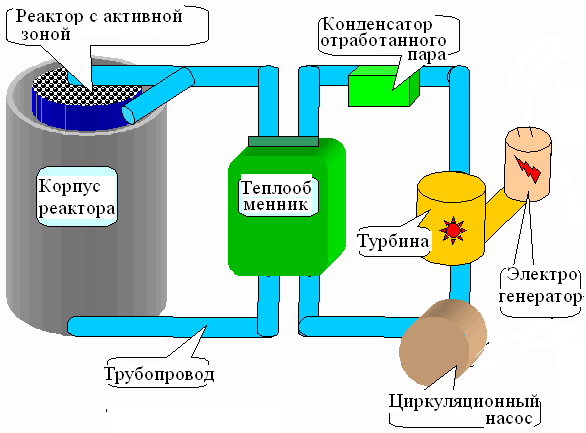 Реактор с активной
зоной
Конденсатор
отработанного
пара
Корпус
реактора
Теплооб
менник
Турбина
Электро
генератор
Трубопровод
Циркуляционный
насос